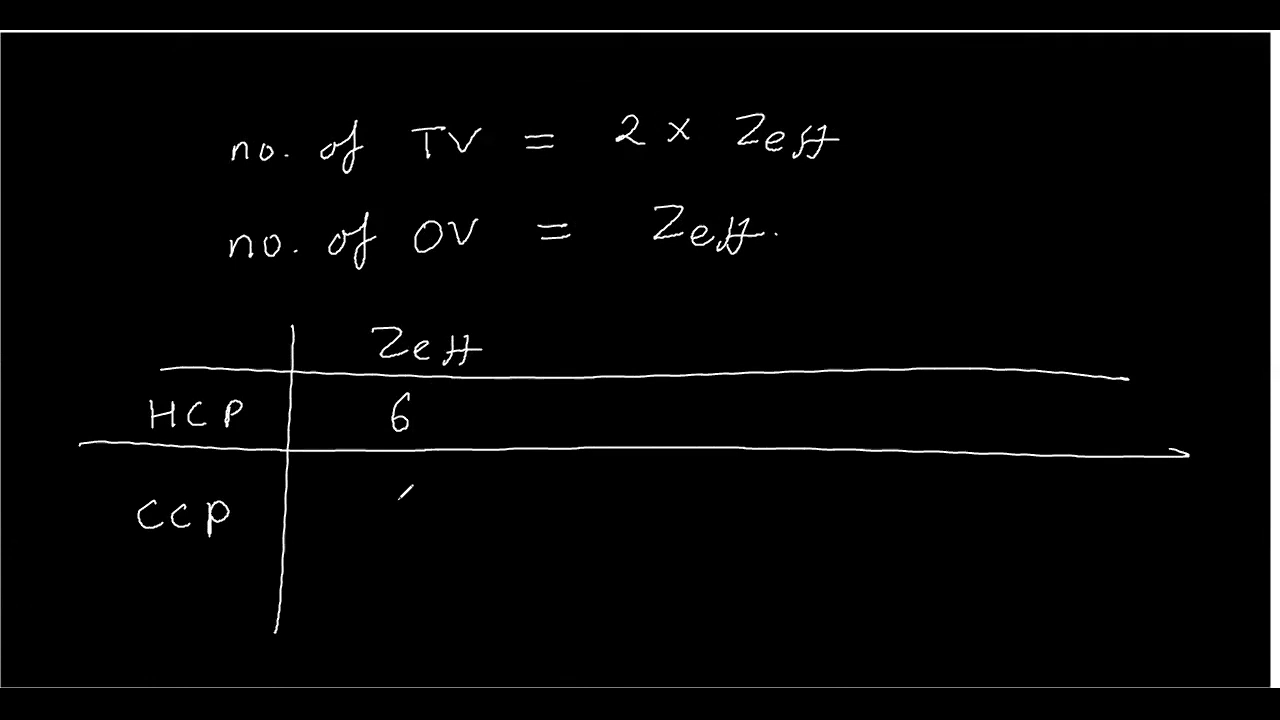 no. of TV = 2 × Zeff
no. of OV = Zeff.
Zeff
HCP 6
CCP